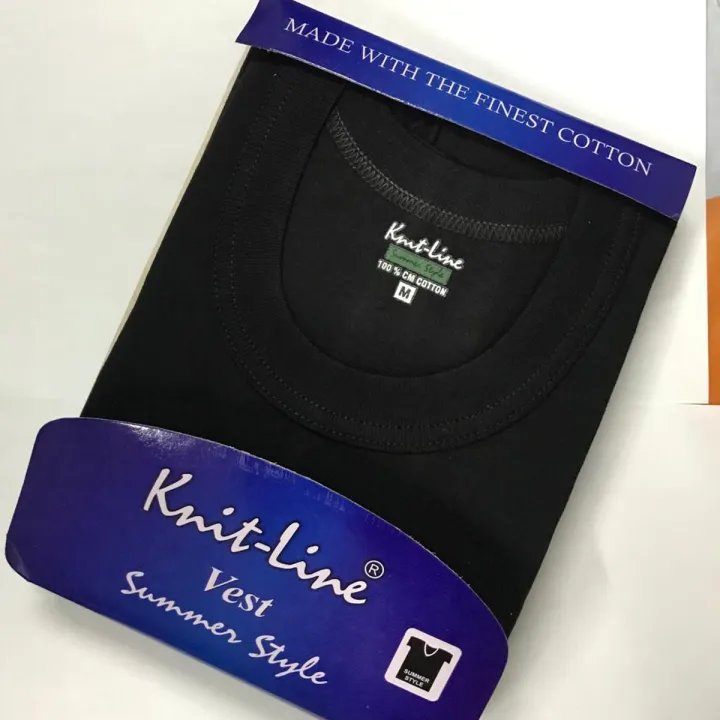 MADE WITH THE FINEST COTTON
Knit-Line
Summer Style
100% CM COTTON
M
Knit-Line®
Vest
Summer Style
SUMMER
STYLE